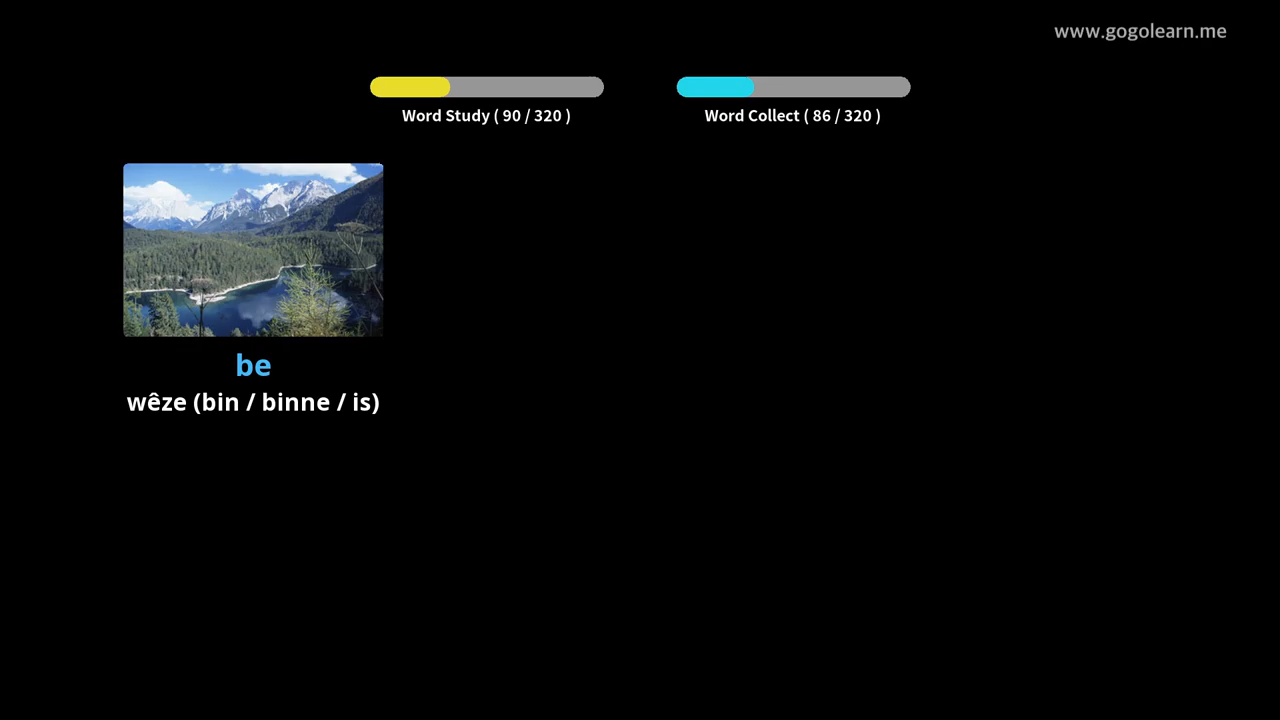 www.gogolearn.me
Word Study ( 90 / 320 )
Word Collect ( 86 / 320 )
be
wêze (bin / binne / is)